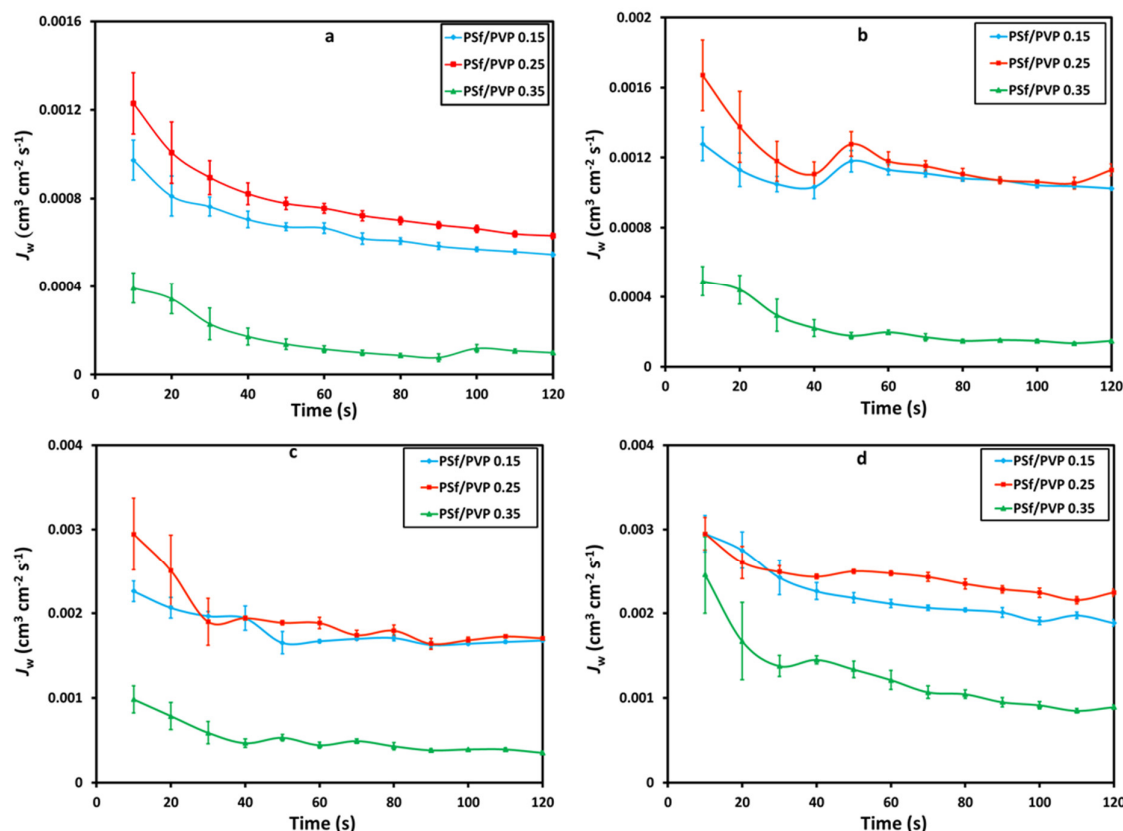 a
PSf/PVP 0.15
PSf/PVP 0.25
PSf/PVP 0.35
0.0016
0.0012
0.0008
0.0004
0
Jw (cm³ cm⁻² s⁻¹)
0 20 40 60 80 100 120
Time (s)
b
PSf/PVP 0.15
PSf/PVP 0.25
PSf/PVP 0.35
0.002
0.0016
0.0012
0.0008
0.0004
0
Jw (cm³ cm⁻² s⁻¹)
0 20 40 60 80 100 120
Time (s)
c
PSf/PVP 0.15
PSf/PVP 0.25
PSf/PVP 0.35
0.004
0.003
0.002
0.001
0
Jw (cm³ cm⁻² s⁻¹)
0 20 40 60 80 100 120
Time (s)
d
PSf/PVP 0.15
PSf/PVP 0.25
PSf/PVP 0.35
0.004
0.003
0.002
0.001
0
Jw (cm³ cm⁻² s⁻¹)
0 20 40 60 80 100 120
Time (s)